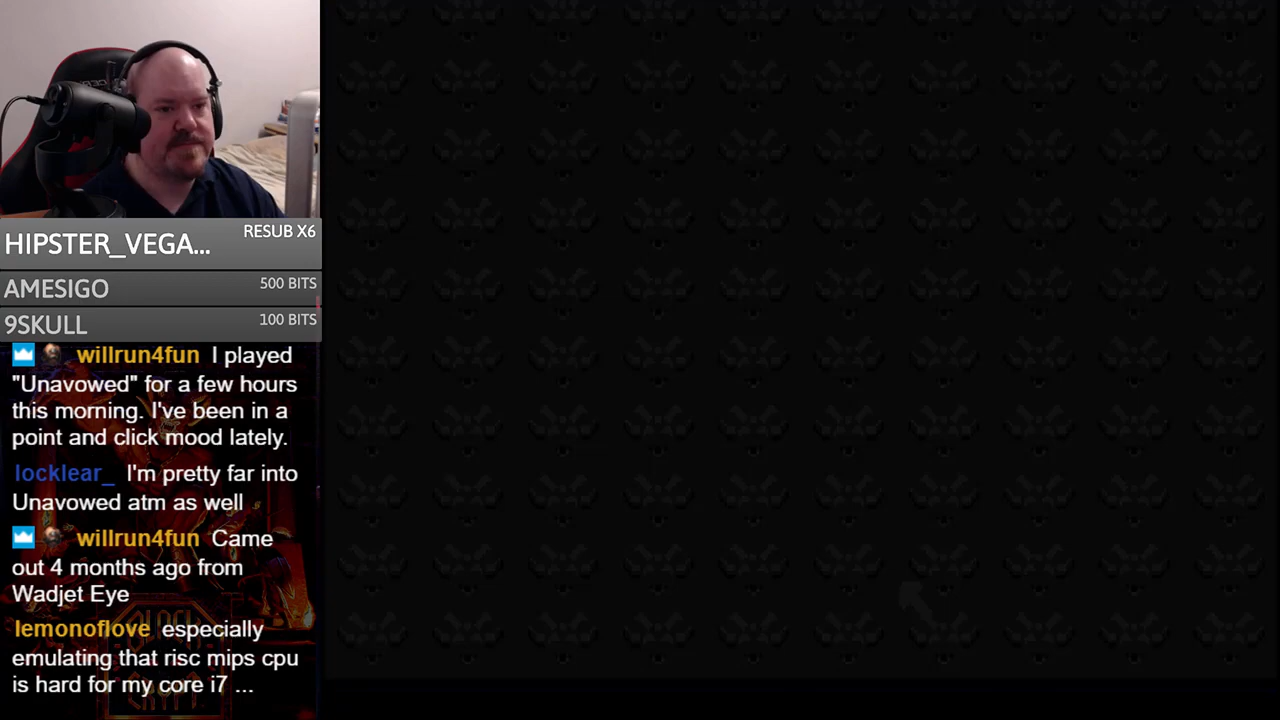 HIPSTER_VEGA...
RESUB X6
AMESIGO
500 BITS
9SKULL
100 BITS
willrun4fun I played
"Unavowed" for a few hours
this morning. I've been in a
point and click mood lately.
locklear_ I'm pretty far into
Unavowed atm as well
willrun4fun Came
out 4 months ago from
Wadjet Eye
lemonoflove especially
emulating that risc mips cpu
is hard for my core i7 ...